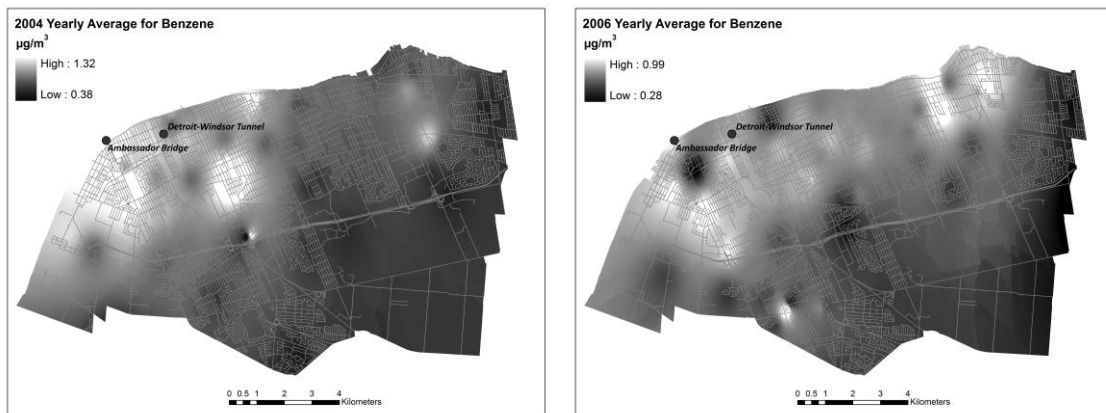 2004 Yearly Average for Benzene
µg/m³
High : 1.32
Low : 0.38
Detroit-Windsor Tunnel
Ambassador Bridge
0 0.5 1 2 3 4
Kilometers
2006 Yearly Average for Benzene
µg/m³
High : 0.99
Low : 0.28
Detroit-Windsor Tunnel
Ambassador Bridge
0 0.5 1 2 3 4
Kilometers